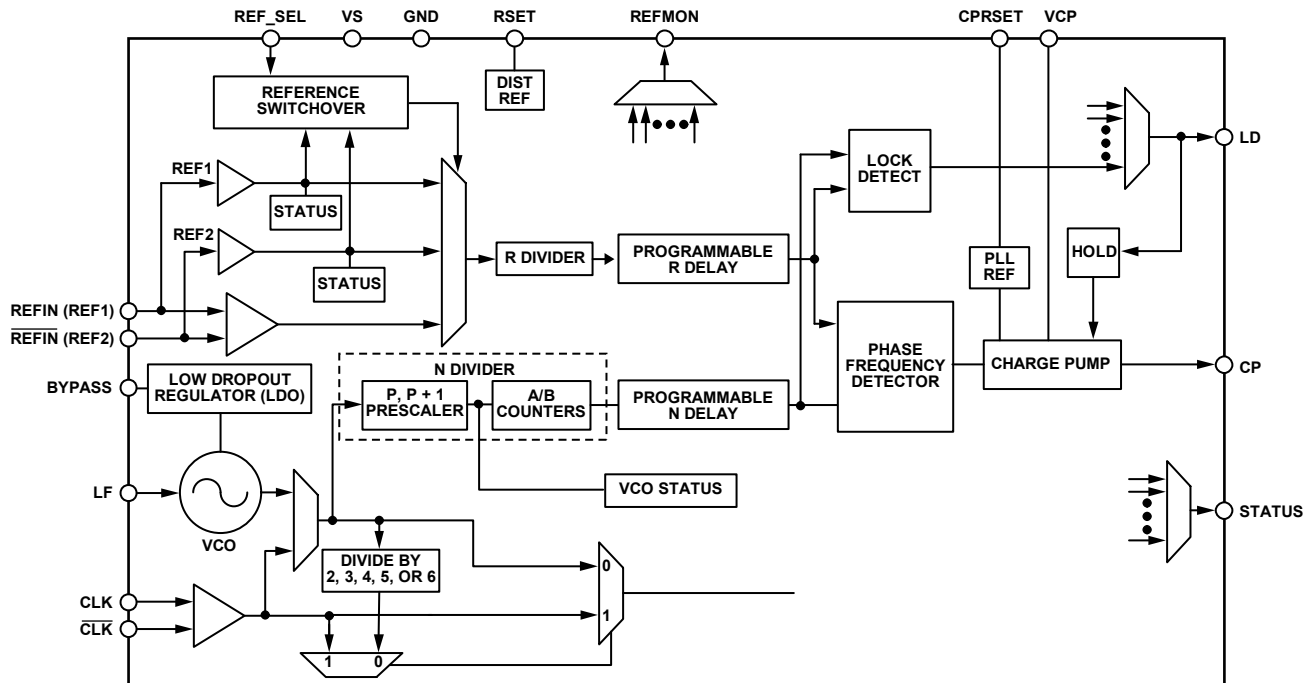 REF_SEL
VS
GND
RSET
REFMON
CPRSET
VCP
REFERENCE
SWITCHOVER
DIST
REF
REF1
STATUS
REF2
STATUS
LOCK
DETECT
LD
R DIVIDER
PROGRAMMABLE
R DELAY
PLL
REF
HOLD
REFIN (REF1)
REFIN (REF2)
BYPASS
LOW DROPOUT
REGULATOR (LDO)
N DIVIDER
P, P + 1
PRESCALER
A/B
COUNTERS
PROGRAMMABLE
N DELAY
PHASE
FREQUENCY
DETECTOR
CHARGE PUMP
CP
LF
VCO
VCO STATUS
STATUS
DIVIDE BY
2, 3, 4, 5, OR 6
0
1
CLK
CLK
1
0